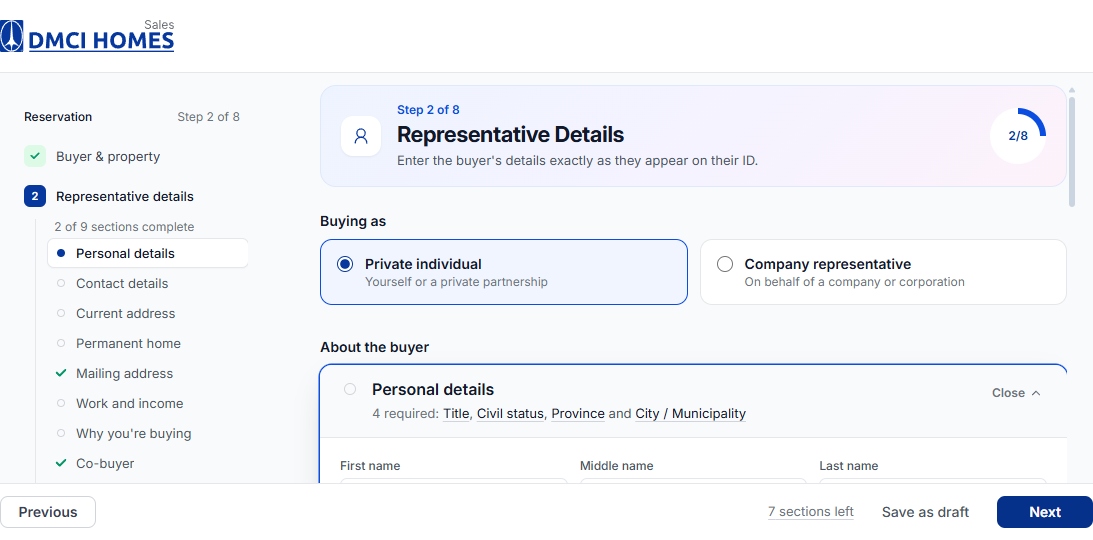 Sales
DMCI HOMES
Reservation
Step 2 of 8
Buyer & property
2
Representative details
2 of 9 sections complete
Personal details
Contact details
Current address
Permanent home
Mailing address
Work and income
Why you're buying
Co-buyer
Step 2 of 8
Representative Details
Enter the buyer's details exactly as they appear on their ID.
2/8
Buying as
Private individual
Yourself or a private partnership
Company representative
On behalf of a company or corporation
About the buyer
Personal details
4 required: Title, Civil status, Province and City / Municipality
Close
First name
Middle name
Last name
Previous
7 sections left
Save as draft
Next